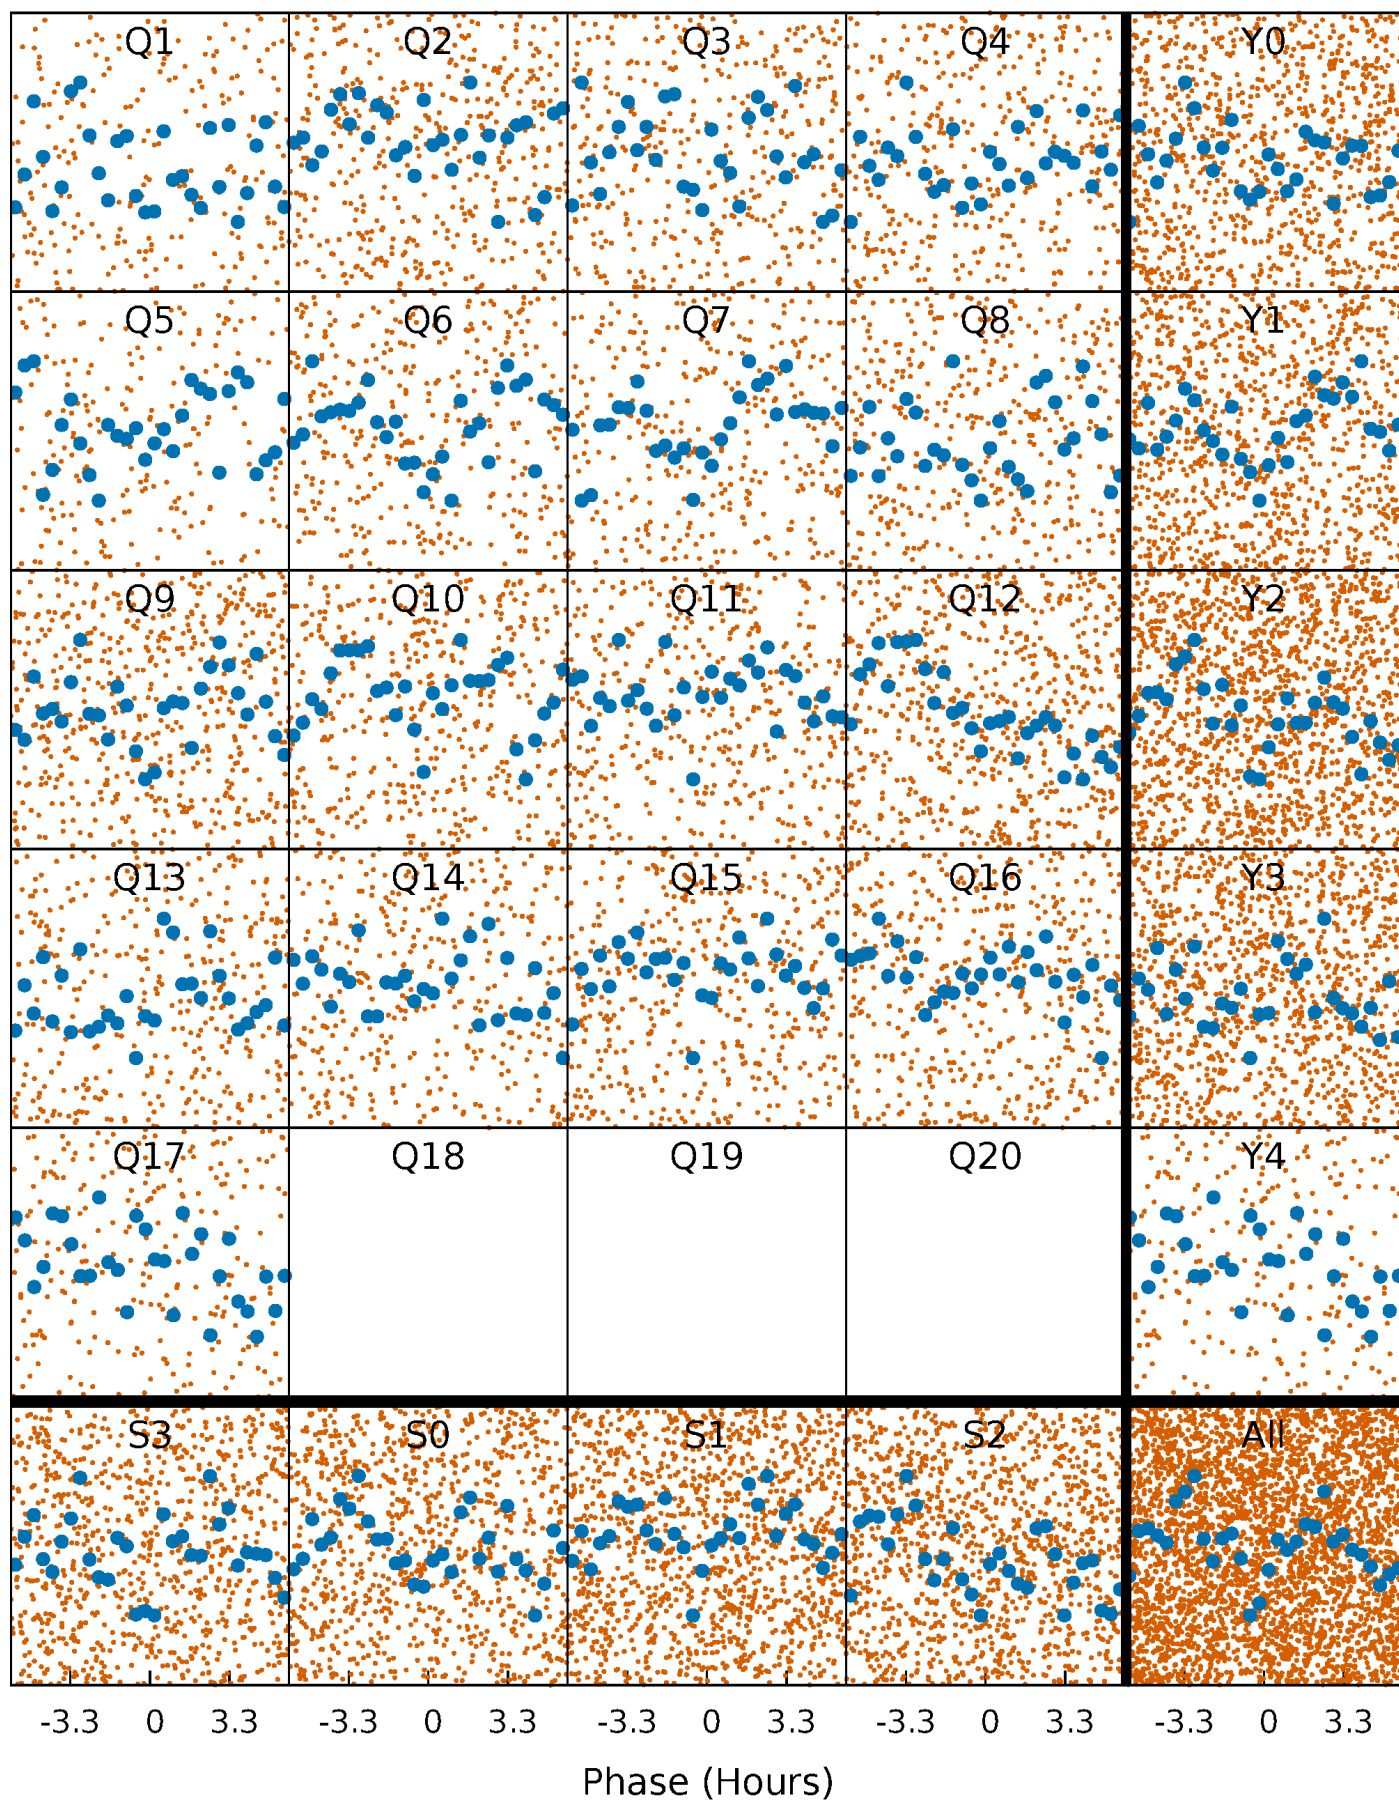 Q1 Q2 Q3 Q4 Y0
Q5 Q6 Q7 Q8 Y1
Q9 Q10 Q11 Q12 Y2
Q13 Q14 Q15 Q16 Y3
Q17 Q18 Q19 Q20 Y4
S3 S0 S1 S2 All
-3.3 0 3.3 -3.3 0 3.3 -3.3 0 3.3 -3.3 0 3.3 -3.3 0 3.3
Phase (Hours)